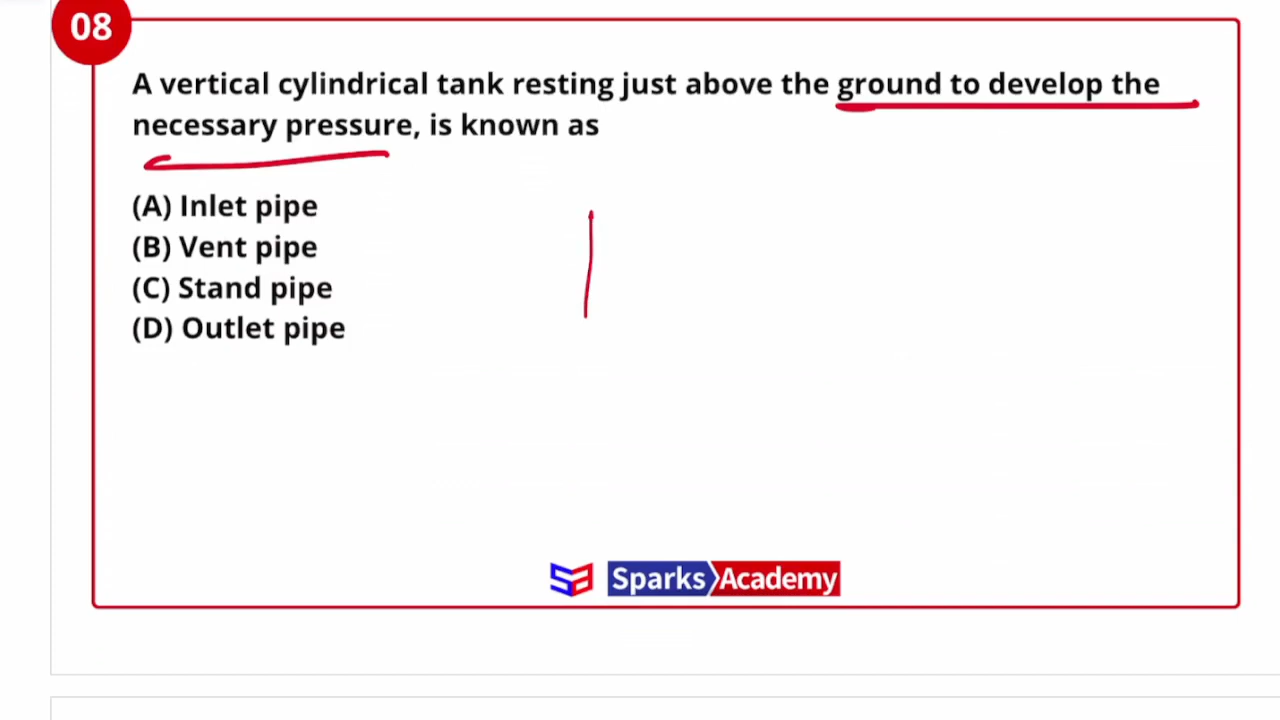 08
A vertical cylindrical tank resting just above the ground to develop the
necessary pressure, is known as
(A) Inlet pipe
(B) Vent pipe
(C) Stand pipe
(D) Outlet pipe
Sparks Academy